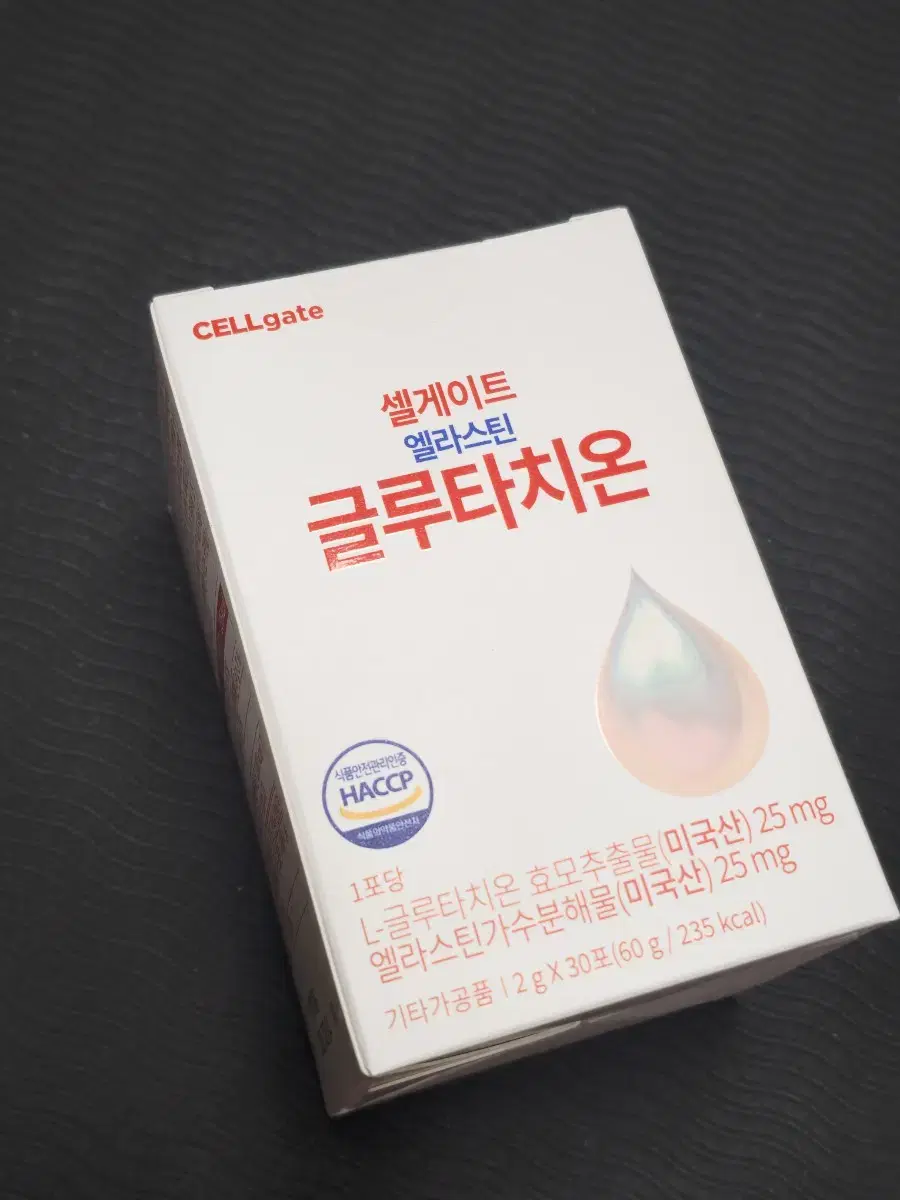 CELLgate
셀게이트
엘라스틴
글루타치온
식품안전관리인증
HACCP
식품의약품안전처
1포당
L-글루타치온 효모추출물(미국산) 25 mg
엘라스틴가수분해물(미국산) 25 mg
기타가공품 | 2 g X 30포(60 g / 235 kcal)